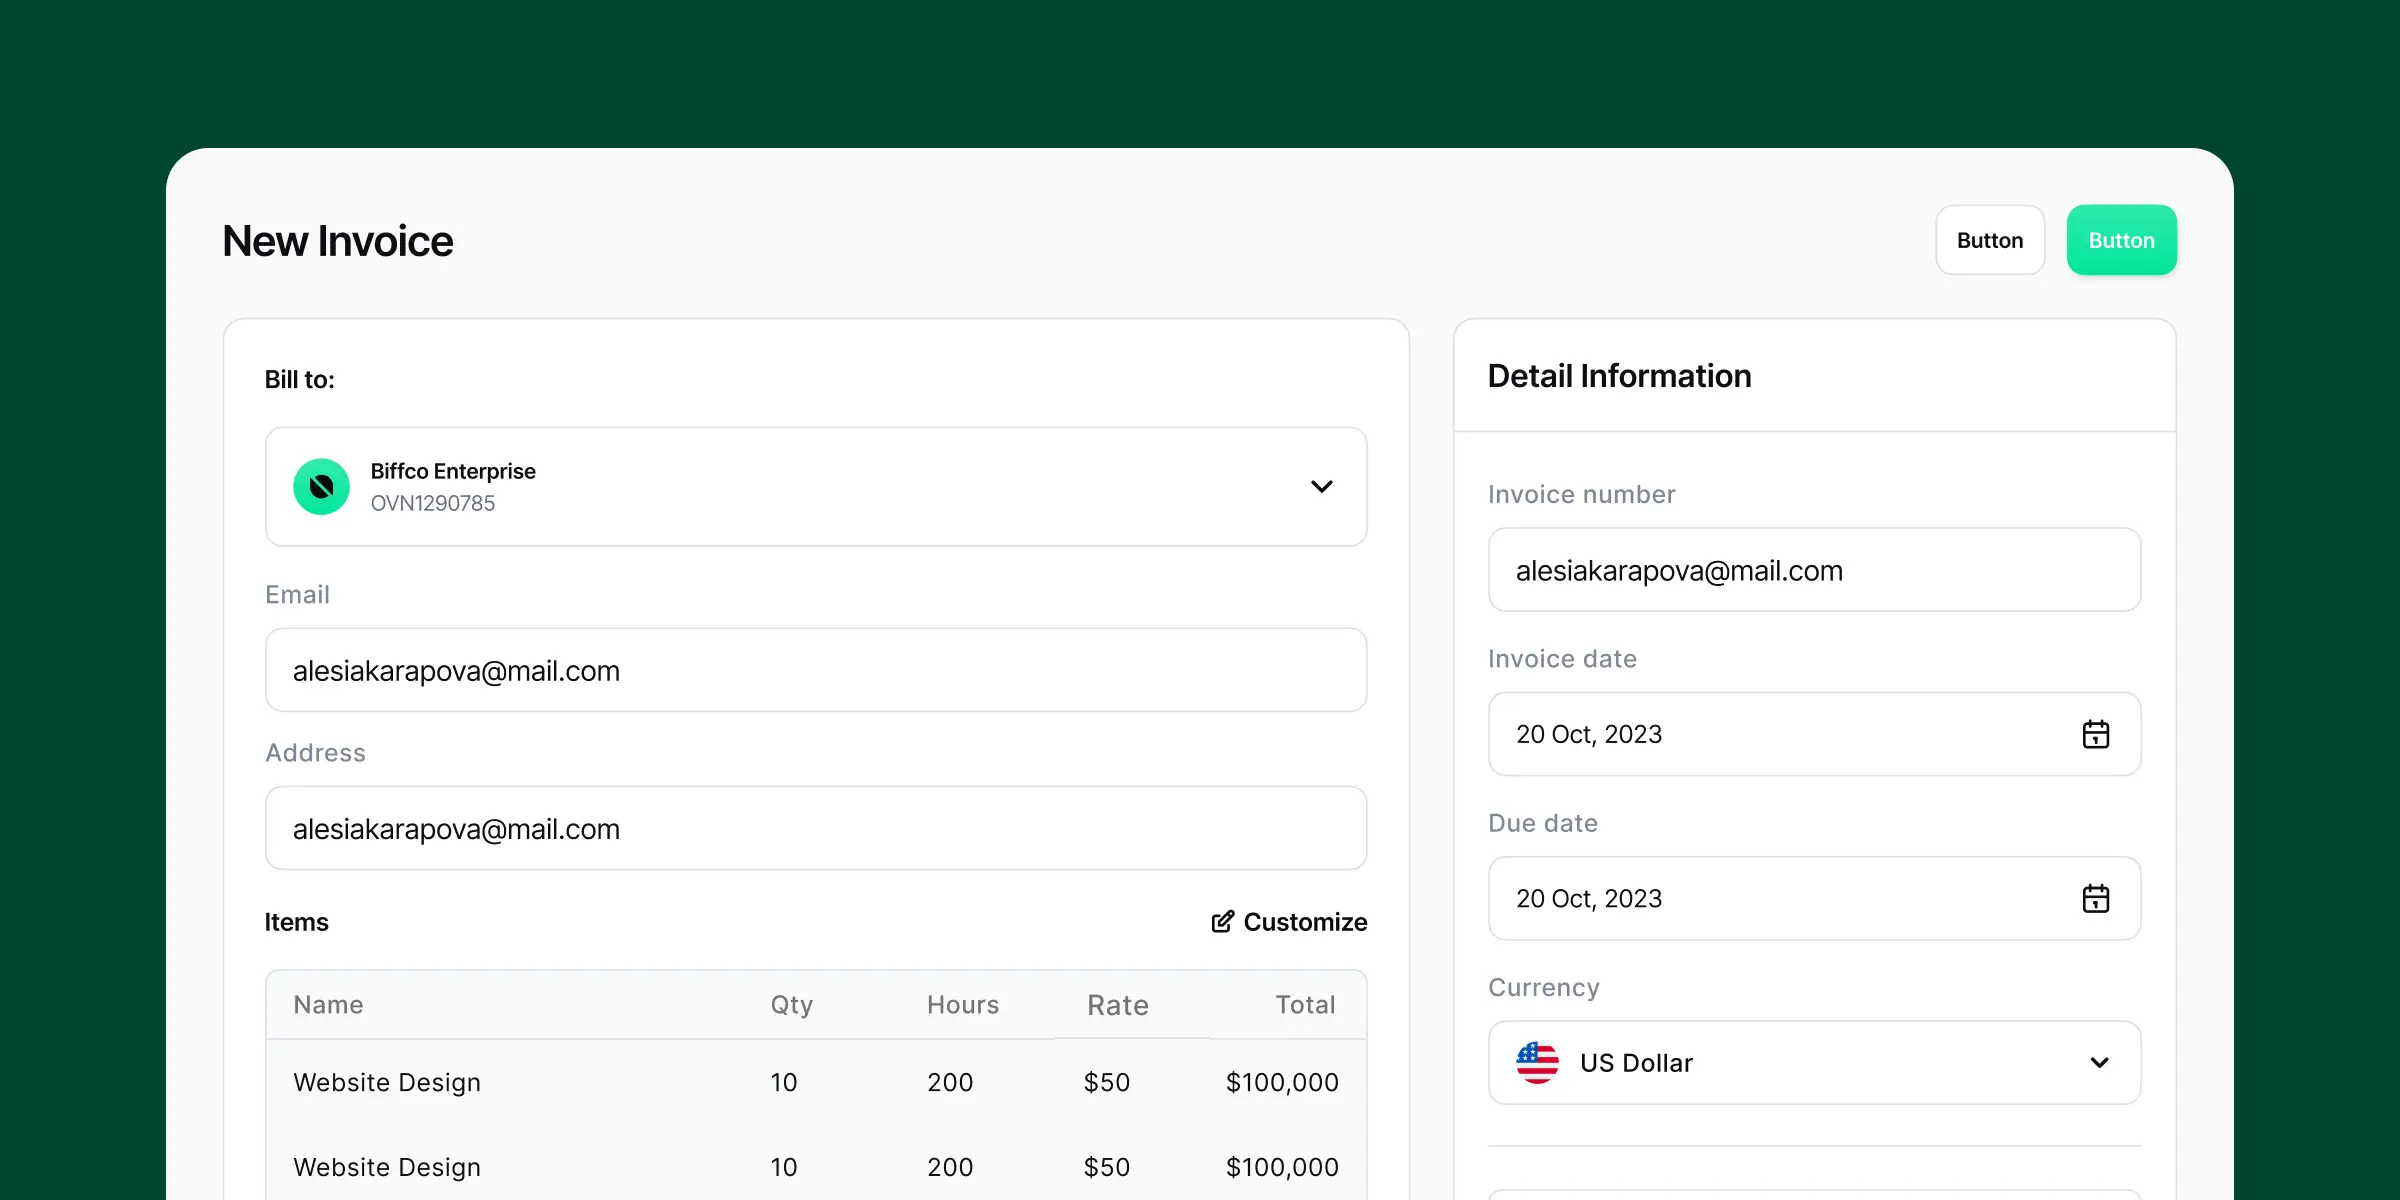 New Invoice
Button
Button
Bill to:
Biffco Enterprise
OVN1290785
Email
alesiakarapova@mail.com
Address
alesiakarapova@mail.com
Items
Customize
Name Qty Hours Rate Total
Website Design 10 200 $50 $100,000
Website Design 10 200 $50 $100,000
Detail Information
Invoice number
alesiakarapova@mail.com
Invoice date
20 Oct, 2023
Due date
20 Oct, 2023
Currency
US Dollar